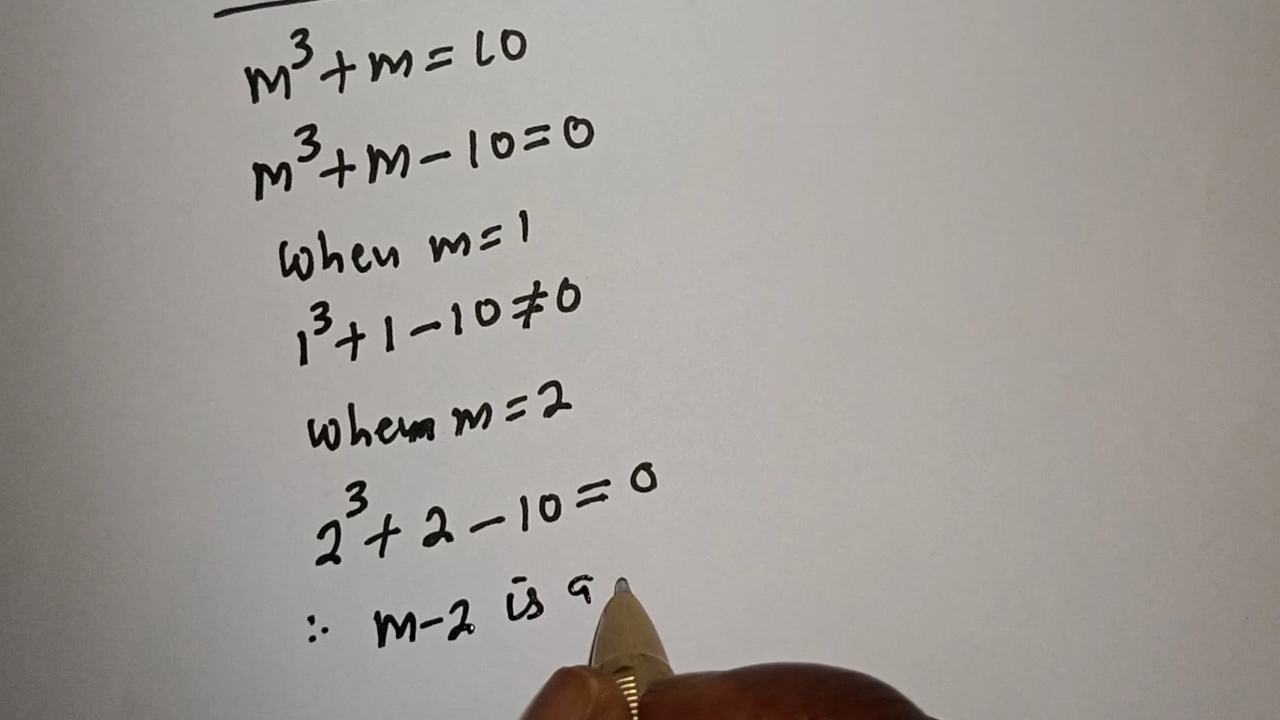 m³+m=10
m³+m-10=0
when m=1
1³+1-10≠0
when m=2
2³+2-10=0
∴ m-2 is a